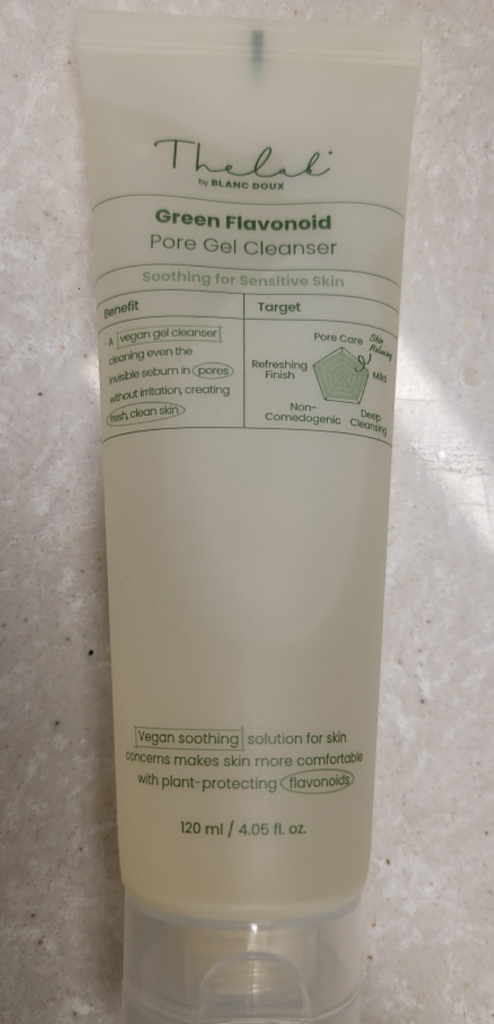 Thelab
by BLANC DOUX
Green Flavonoid
Pore Gel Cleanser
Soothing for Sensitive Skin
Benefit
A vegan gel cleanser
cleaning even the
invisible sebum in pores
without irritation, creating
fresh, clean skin
Target
Pore Care
Skin
Relaxing
Refreshing
Finish
Mild
Non-
Comedogenic
Deep
Cleansing
Vegan soothing solution for skin
concerns makes skin more comfortable
with plant-protecting flavonoids
120 ml / 4.05 fl. oz.